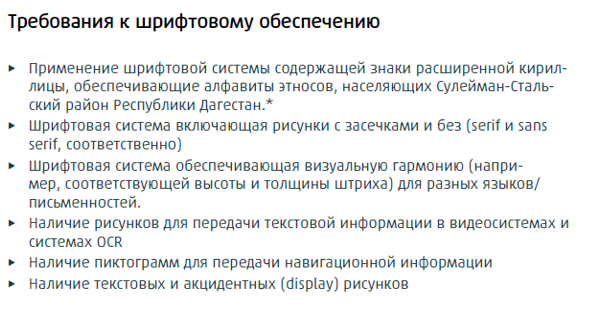 Требования к шрифтовому обеспечению
▸ Применение шрифтовой системы содержащей знаки расширенной кирил-
лицы, обеспечивающие алфавиты этносов, населяющих Сулейман-Сталь-
ский район Республики Дагестан.*
▸ Шрифтовая система включающая рисунки с засечками и без (serif и sans
serif, соответственно)
▸ Шрифтовая система обеспечивающая визуальную гармонию (напри-
мер, соответствующей высоты и толщины штриха) для разных языков/
письменностей.
▸ Наличие рисунков для передачи текстовой информации в видеосистемах и
системах OCR
▸ Наличие пиктограмм для передачи навигационной информации
▸ Наличие текстовых и акцидентных (display) рисунков